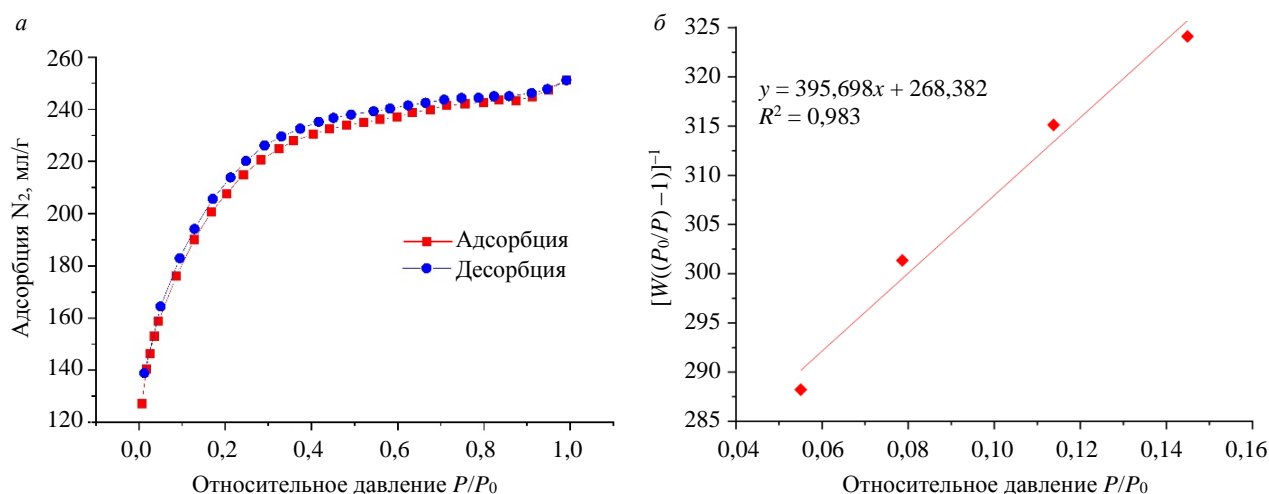 а
260
240
220
200
180
160
140
120
Адсорбция N2, мл/г
Адсорбция
Десорбция
0,0 0,2 0,4 0,6 0,8 1,0
Относительное давление P/P0
б
325
320
315
310
305
300
295
290
285
[W((P0/P) −1)]−1
y = 395,698x + 268,382
R2 = 0,983
0,04 0,06 0,08 0,10 0,12 0,14 0,16
Относительное давление P/P0